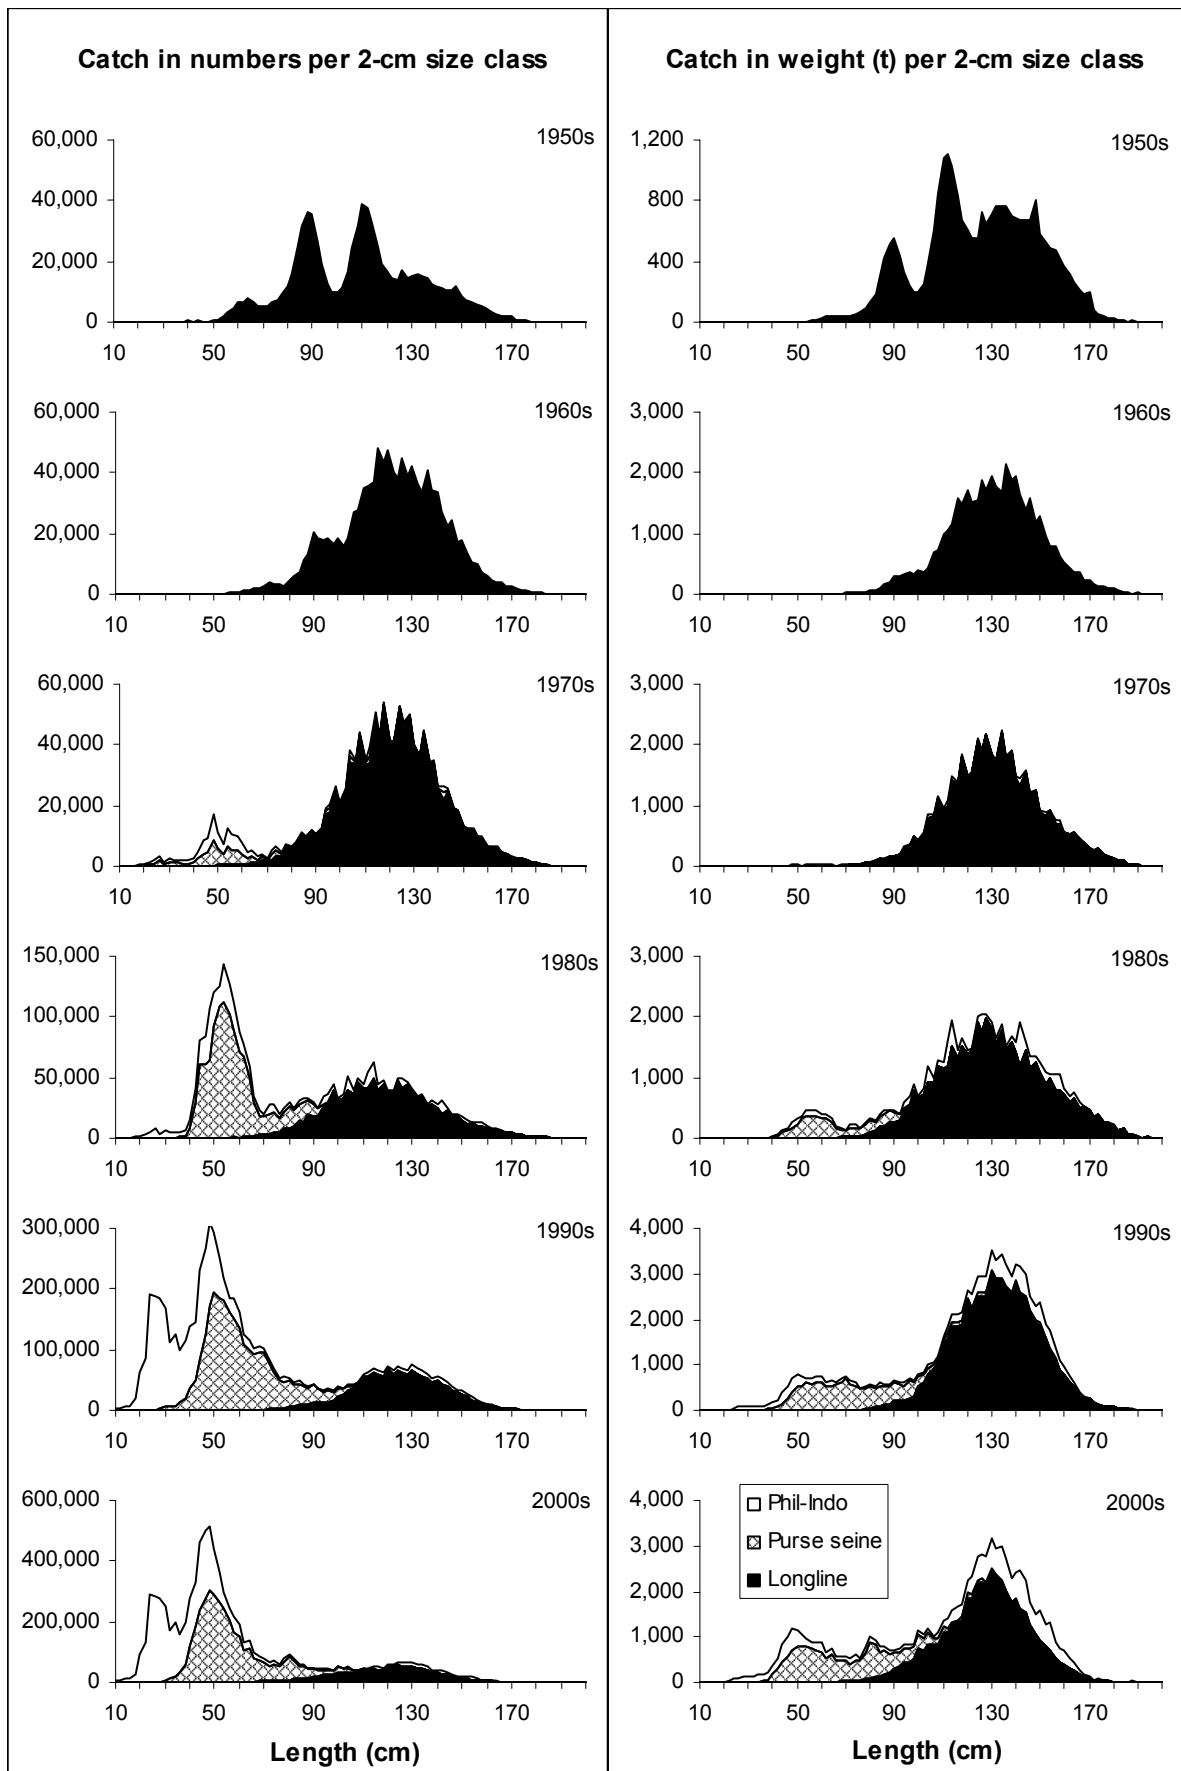 Catch in numbers per 2-cm size class
60,000
40,000
20,000
0
1950s
10 50 90 130 170
60,000
40,000
20,000
0
1960s
10 50 90 130 170
60,000
40,000
20,000
0
1970s
10 50 90 130 170
150,000
100,000
50,000
0
1980s
10 50 90 130 170
300,000
200,000
100,000
0
1990s
10 50 90 130 170
600,000
400,000
200,000
0
2000s
10 50 90 130 170
Length (cm)
Catch in weight (t) per 2-cm size class
1,200
800
400
0
1950s
10 50 90 130 170
3,000
2,000
1,000
0
1960s
10 50 90 130 170
3,000
2,000
1,000
0
1970s
10 50 90 130 170
3,000
2,000
1,000
0
1980s
10 50 90 130 170
4,000
3,000
2,000
1,000
0
1990s
10 50 90 130 170
4,000
3,000
2,000
1,000
0
2000s
Phil-Indo
Purse seine
Longline
10 50 90 130 170
Length (cm)